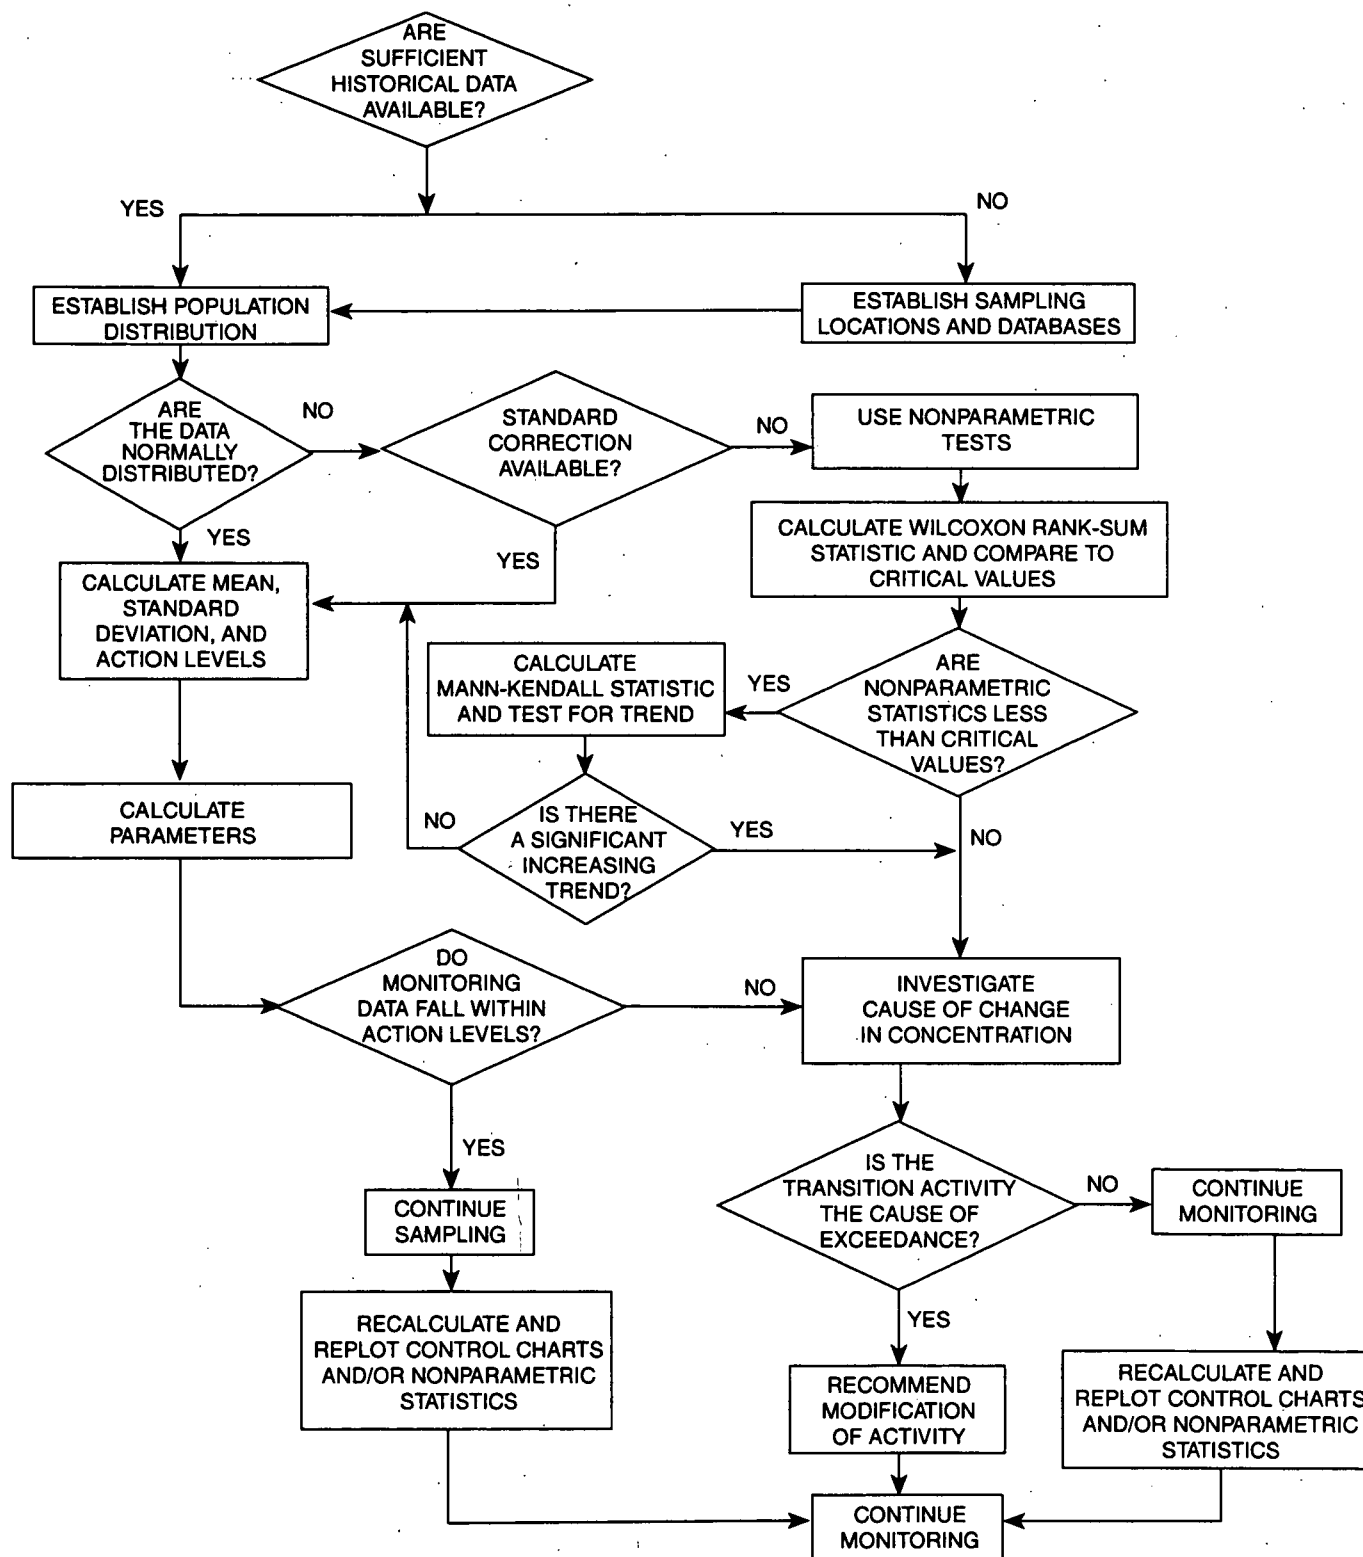 ARE
SUFFICIENT
HISTORICAL DATA
AVAILABLE?
YES
NO
ESTABLISH POPULATION
DISTRIBUTION
ESTABLISH SAMPLING
LOCATIONS AND DATABASES
ARE
THE DATA
NORMALLY
DISTRIBUTED?
NO
STANDARD
CORRECTION
AVAILABLE?
NO
USE NONPARAMETRIC
TESTS
YES
YES
CALCULATE WILCOXON RANK-SUM
STATISTIC AND COMPARE TO
CRITICAL VALUES
CALCULATE MEAN,
STANDARD
DEVIATION, AND
ACTION LEVELS
CALCULATE
MANN-KENDALL STATISTIC
AND TEST FOR TREND
YES
ARE
NONPARAMETRIC
STATISTICS LESS
THAN CRITICAL
VALUES?
CALCULATE
PARAMETERS
NO
IS THERE
A SIGNIFICANT
INCREASING
TREND?
YES
NO
DO
MONITORING
DATA FALL WITHIN
ACTION LEVELS?
NO
INVESTIGATE
CAUSE OF CHANGE
IN CONCENTRATION
YES
IS THE
TRANSITION ACTIVITY
THE CAUSE OF
EXCEEDANCE?
NO
CONTINUE
MONITORING
CONTINUE
SAMPLING
YES
RECALCULATE AND
REPLOT CONTROL CHARTS
AND/OR NONPARAMETRIC
STATISTICS
RECOMMEND
MODIFICATION
OF ACTIVITY
RECALCULATE AND
REPLOT CONTROL CHARTS
AND/OR NONPARAMETRIC
STATISTICS
CONTINUE
MONITORING